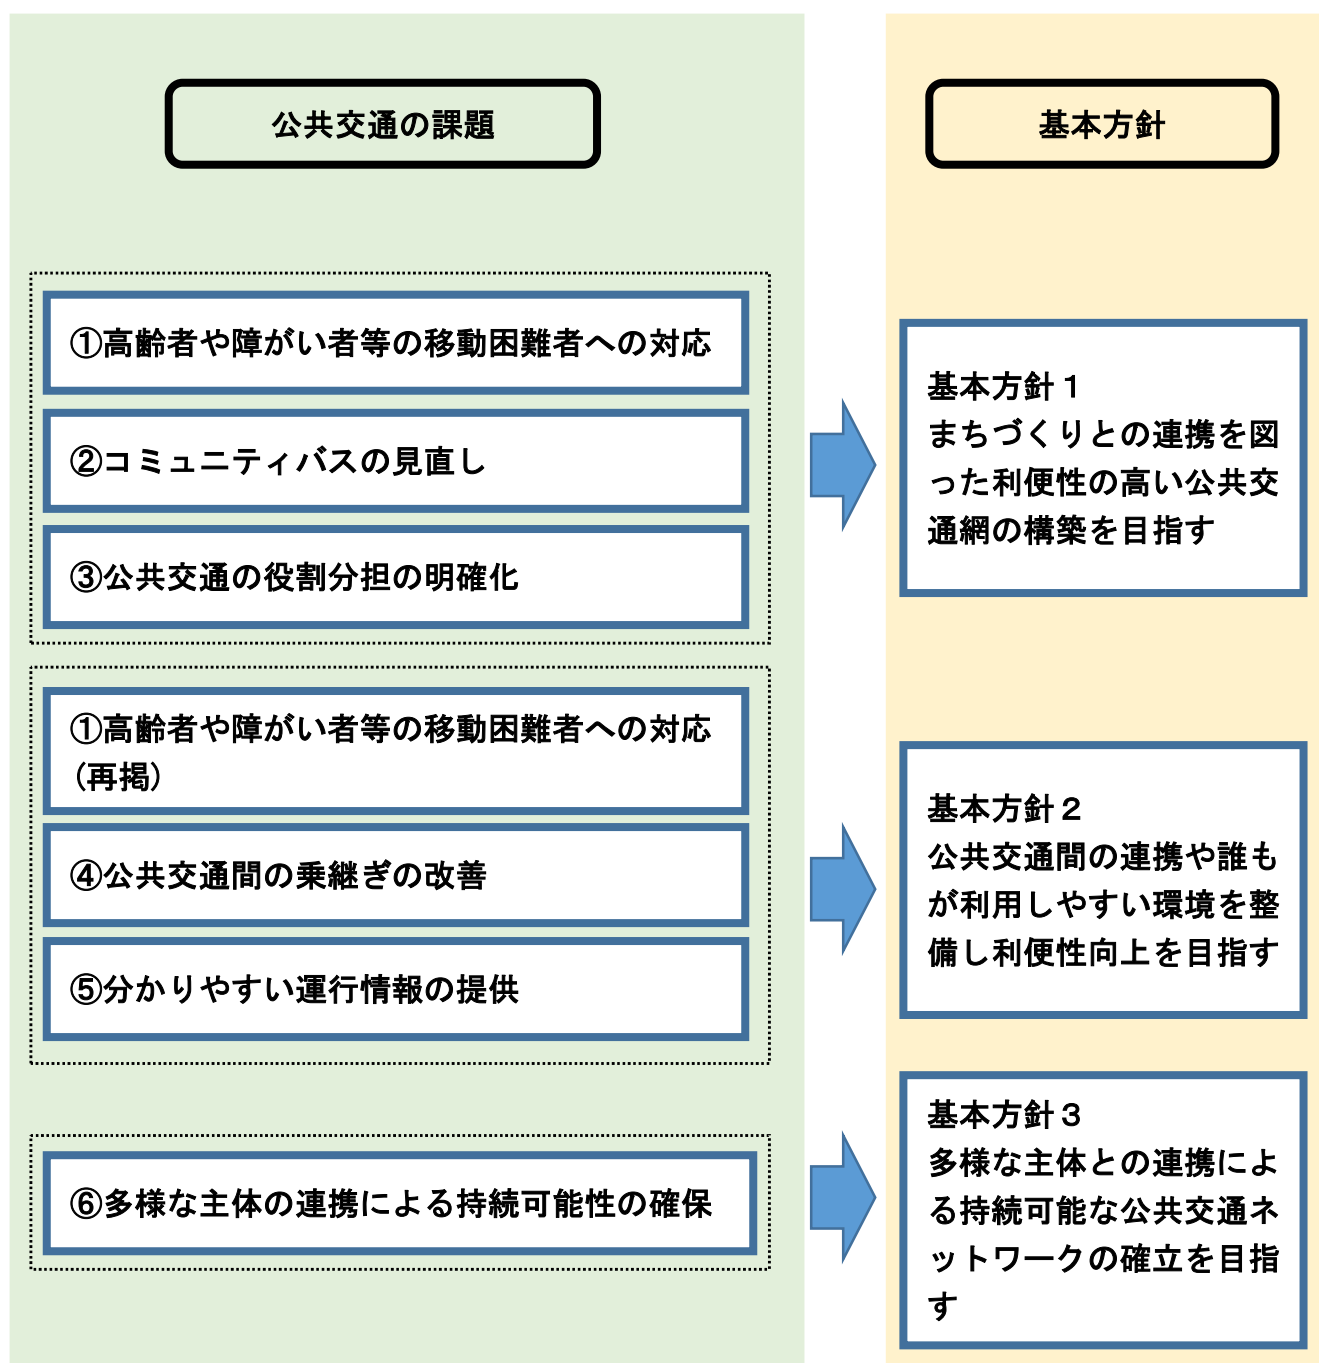 公共交通の課題
①高齢者や障がい者等の移動困難者への対応
②コミュニティバスの見直し
③公共交通の役割分担の明確化
①高齢者や障がい者等の移動困難者への対応
(再掲)
④公共交通間の乗継ぎの改善
⑤分かりやすい運行情報の提供
⑥多様な主体の連携による持続可能性の確保
基本方針
基本方針１
まちづくりとの連携を図
った利便性の高い公共交
通網の構築を目指す
基本方針２
公共交通間の連携や誰も
が利用しやすい環境を整
備し利便性向上を目指す
基本方針３
多様な主体との連携によ
る持続可能な公共交通ネ
ットワークの確立を目指
す